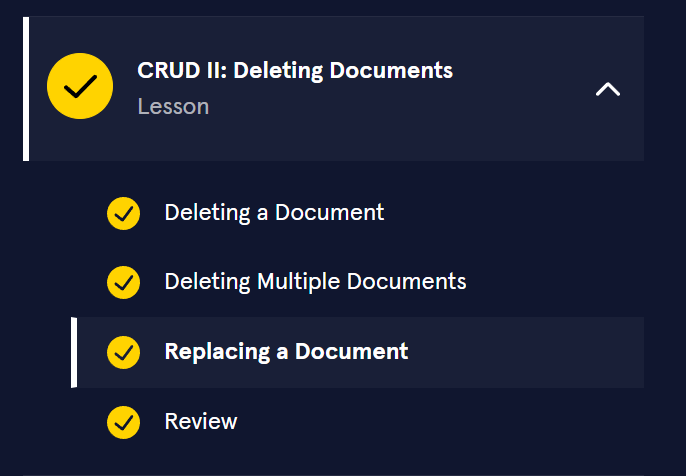 CRUD II: Deleting Documents
Lesson
Deleting a Document
Deleting Multiple Documents
Replacing a Document
Review